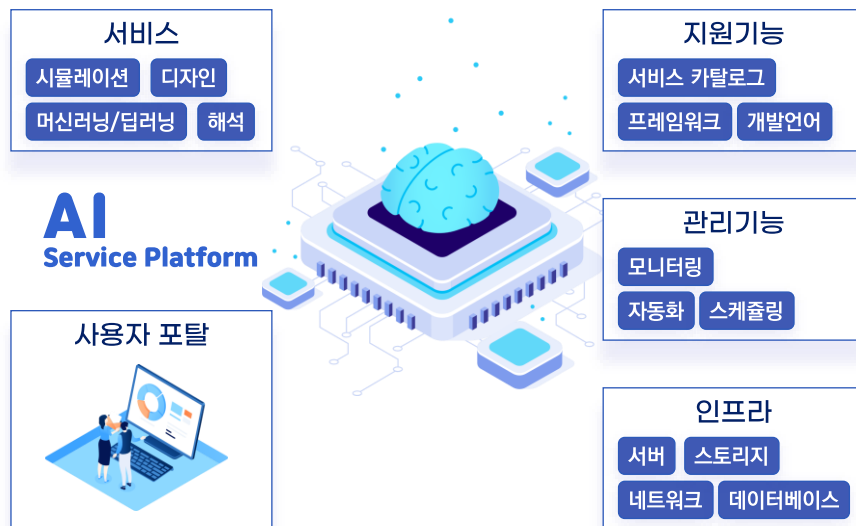 서비스
시뮬레이션 디자인
머신러닝/딥러닝 해석
AI
Service Platform
사용자 포탈
지원기능
서비스 카탈로그
프레임워크 개발언어
관리기능
모니터링
자동화 스케쥴링
인프라
서버 스토리지
네트워크 데이터베이스